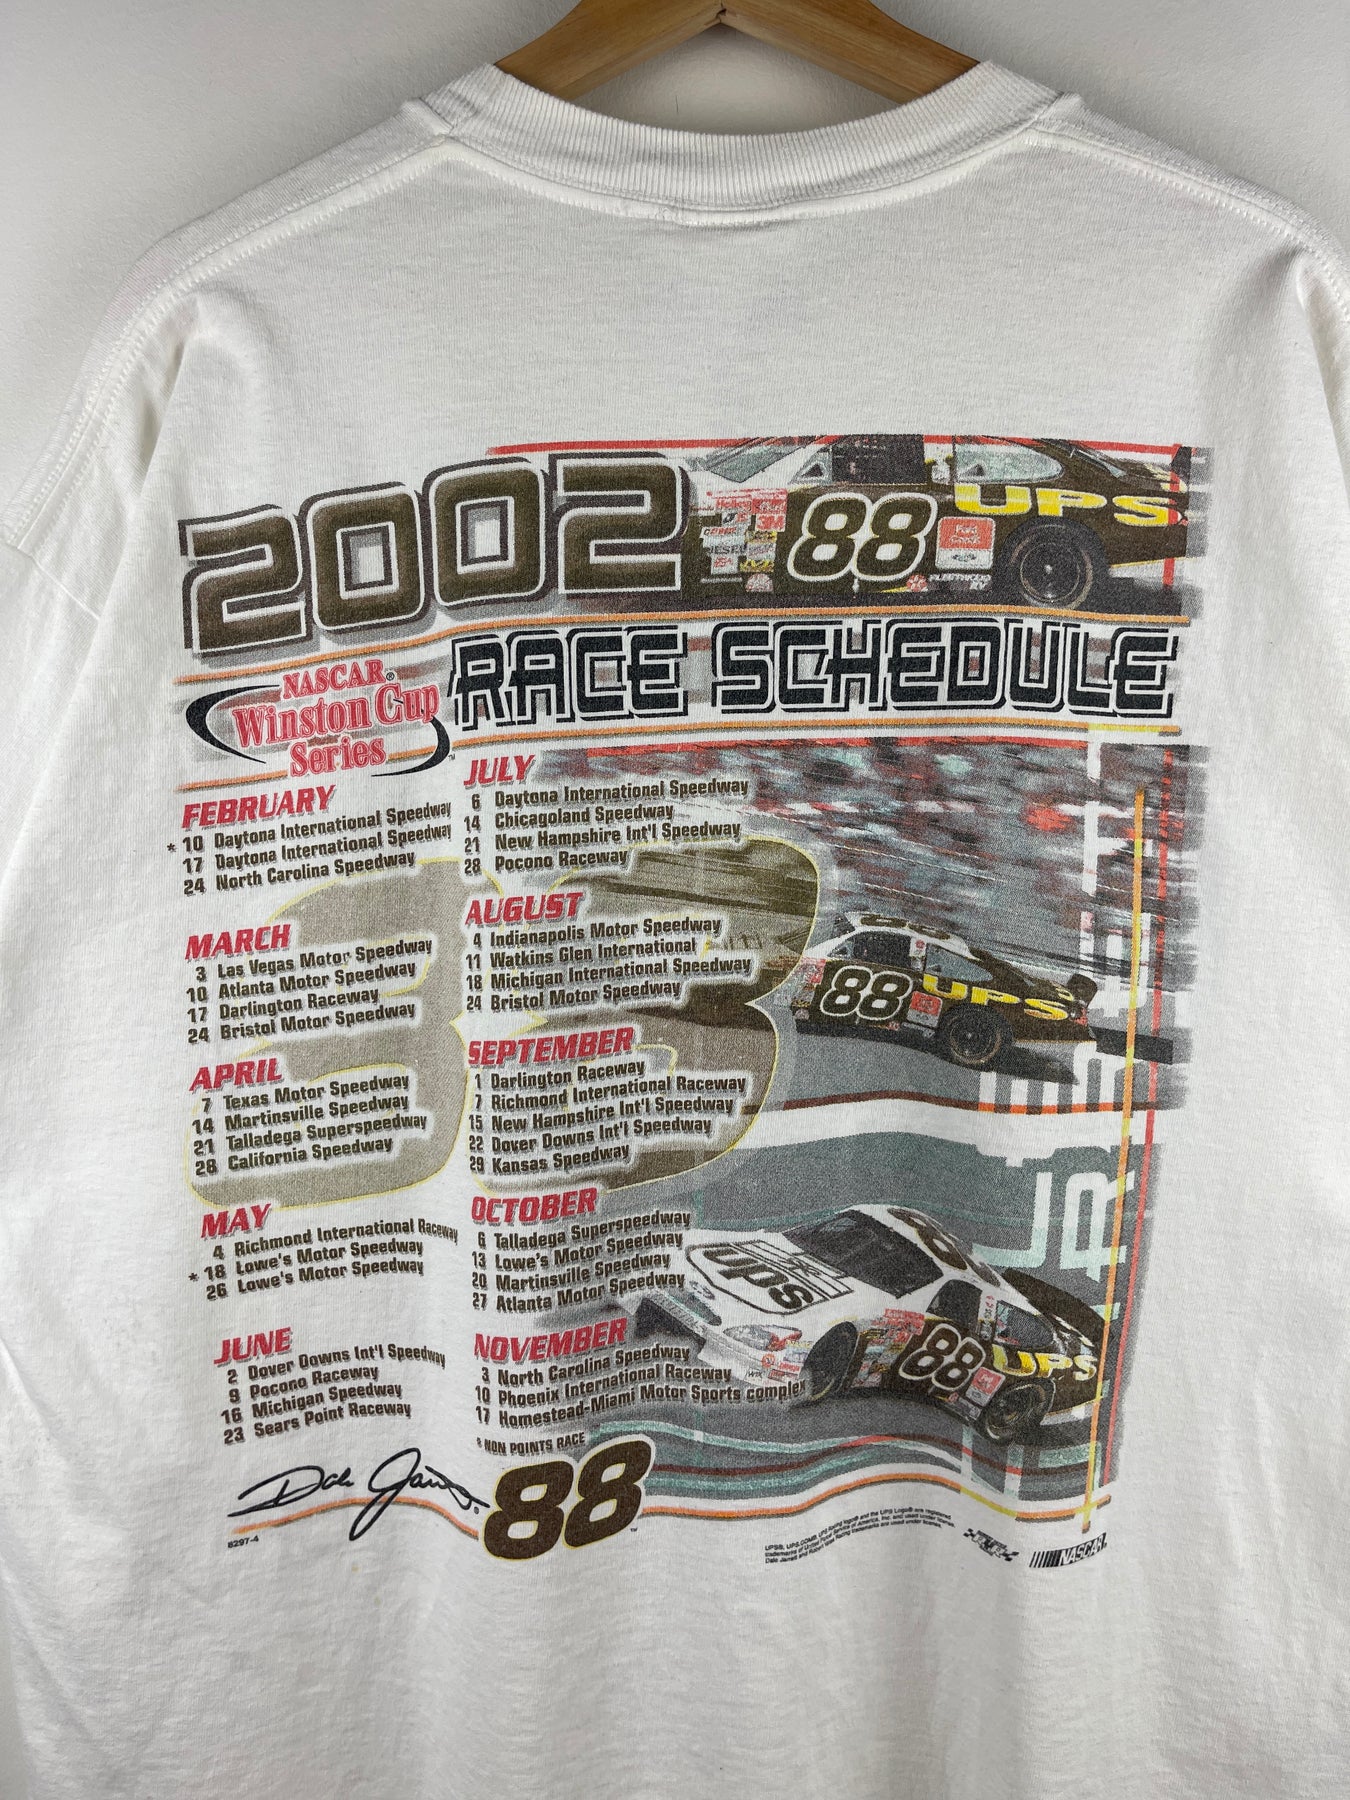 2002
88
UPS
RACE SCHEDULE
NASCAR®
Winston Cup
Series
FEBRUARY
* 10 Daytona International Speedway
17 Daytona International Speedway
24 North Carolina Speedway
MARCH
3 Las Vegas Motor Speedway
10 Atlanta Motor Speedway
17 Darlington Raceway
24 Bristol Motor Speedway
APRIL
7 Texas Motor Speedway
14 Martinsville Speedway
21 Talladega Superspeedway
28 California Speedway
MAY
4 Richmond International Raceway
* 18 Lowe's Motor Speedway
26 Lowe's Motor Speedway
JUNE
2 Dover Downs Int'l Speedway
9 Pocono Raceway
16 Michigan Speedway
23 Sears Point Raceway
JULY
6 Daytona International Speedway
14 Chicagoland Speedway
21 New Hampshire Int'l Speedway
28 Pocono Raceway
AUGUST
4 Indianapolis Motor Speedway
11 Watkins Glen International
18 Michigan International Speedway
24 Bristol Motor Speedway
SEPTEMBER
1 Darlington Raceway
7 Richmond International Raceway
15 New Hampshire Int'l Speedway
22 Dover Downs Int'l Speedway
29 Kansas Speedway
OCTOBER
6 Talladega Superspeedway
13 Lowe's Motor Speedway
20 Martinsville Speedway
27 Atlanta Motor Speedway
NOVEMBER
3 North Carolina Speedway
10 Phoenix International Raceway
17 Homestead-Miami Motor Sports complex
* NON POINTS RACE
88
UPS
ups
88
88
UPS
Dale Jarrett
88
8297-4
NASCAR